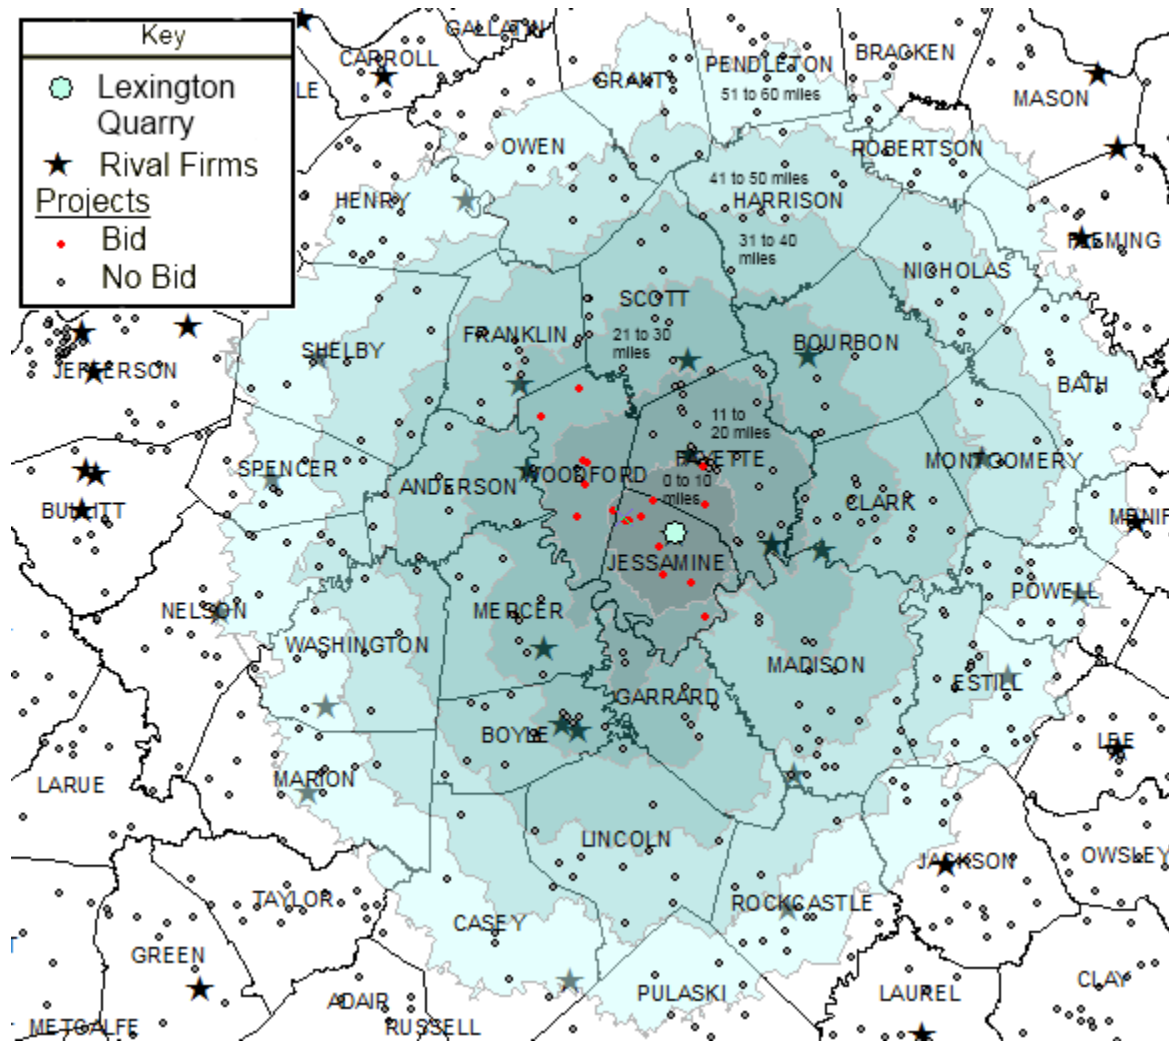 Key
Lexington
Quarry
Rival Firms
Projects
Bid
No Bid
GALLATIN
CARROLL
BRACKEN
PENDLETON
GRANT
LE
51 to 60 miles
MASON
OWEN
ROBERTSON
41 to 50 miles
HENRY
HARRISON
31 to 40
miles
FLEMING
NICHOLAS
SCOTT
21 to 30
miles
FRANKLIN
BOURBON
SHELBY
JEFFERSON
BATH
11 to
20 miles
FAYETTE
MONTGOMERY
SPENCER
WOODFORD
ANDERSON
0 to 10
miles
CLARK
BULLITT
MENIF
JESSAMINE
POWELL
NELSON
MERCER
WASHINGTON
MADISON
ESTILL
GARRARD
BOYLE
LEE
LARUE
MARION
LINCOLN
JACKSON
OWSLEY
TAYLOR
ROCKCASTLE
CASEY
GREEN
CLAY
PULASKI
LAUREL
ADAIR
METCALFE
RUSSELL